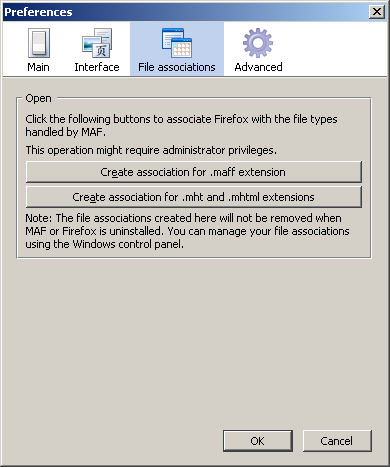 Preferences
Main
Interface
File associations
Advanced
Open
Click the following buttons to associate Firefox with the file types
handled by MAF.
This operation might require administrator privileges.
Create association for .maff extension
Create association for .mht and .mhtml extensions
Note: The file associations created here will not be removed when
MAF or Firefox is uninstalled. You can manage your file associations
using the Windows control panel.
OK
Cancel